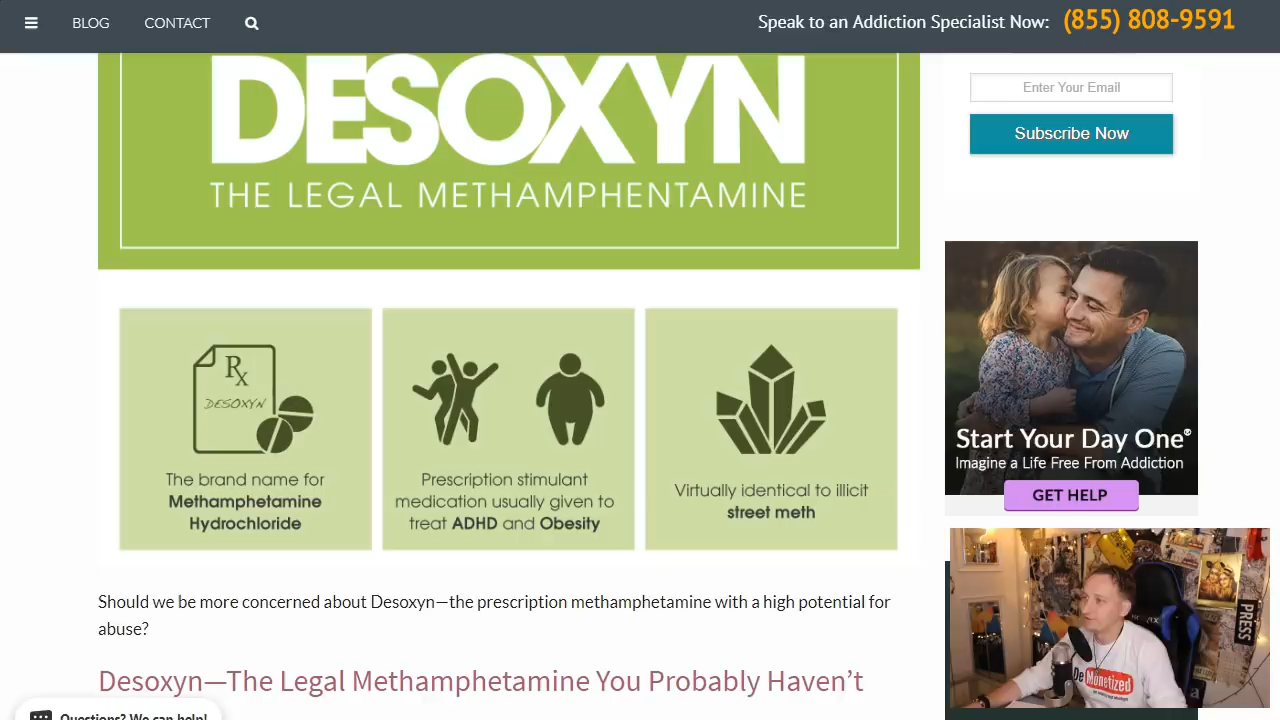 BLOG
CONTACT
Speak to an Addiction Specialist Now: (855) 808-9591
DESOXYN
THE LEGAL METHAMPHENTAMINE
Enter Your Email
Subscribe Now
Rx
DESOXYN
The brand name for
Methamphetamine
Hydrochloride
Prescription stimulant
medication usually given to
treat ADHD and Obesity
Virtually identical to illicit
street meth
Start Your Day One®
Imagine a Life Free From Addiction
GET HELP
Should we be more concerned about Desoxyn—the prescription methamphetamine with a high potential for
abuse?
Desoxyn—The Legal Methamphetamine You Probably Haven't
Questions? We can help!
PRESS
DeMonetized